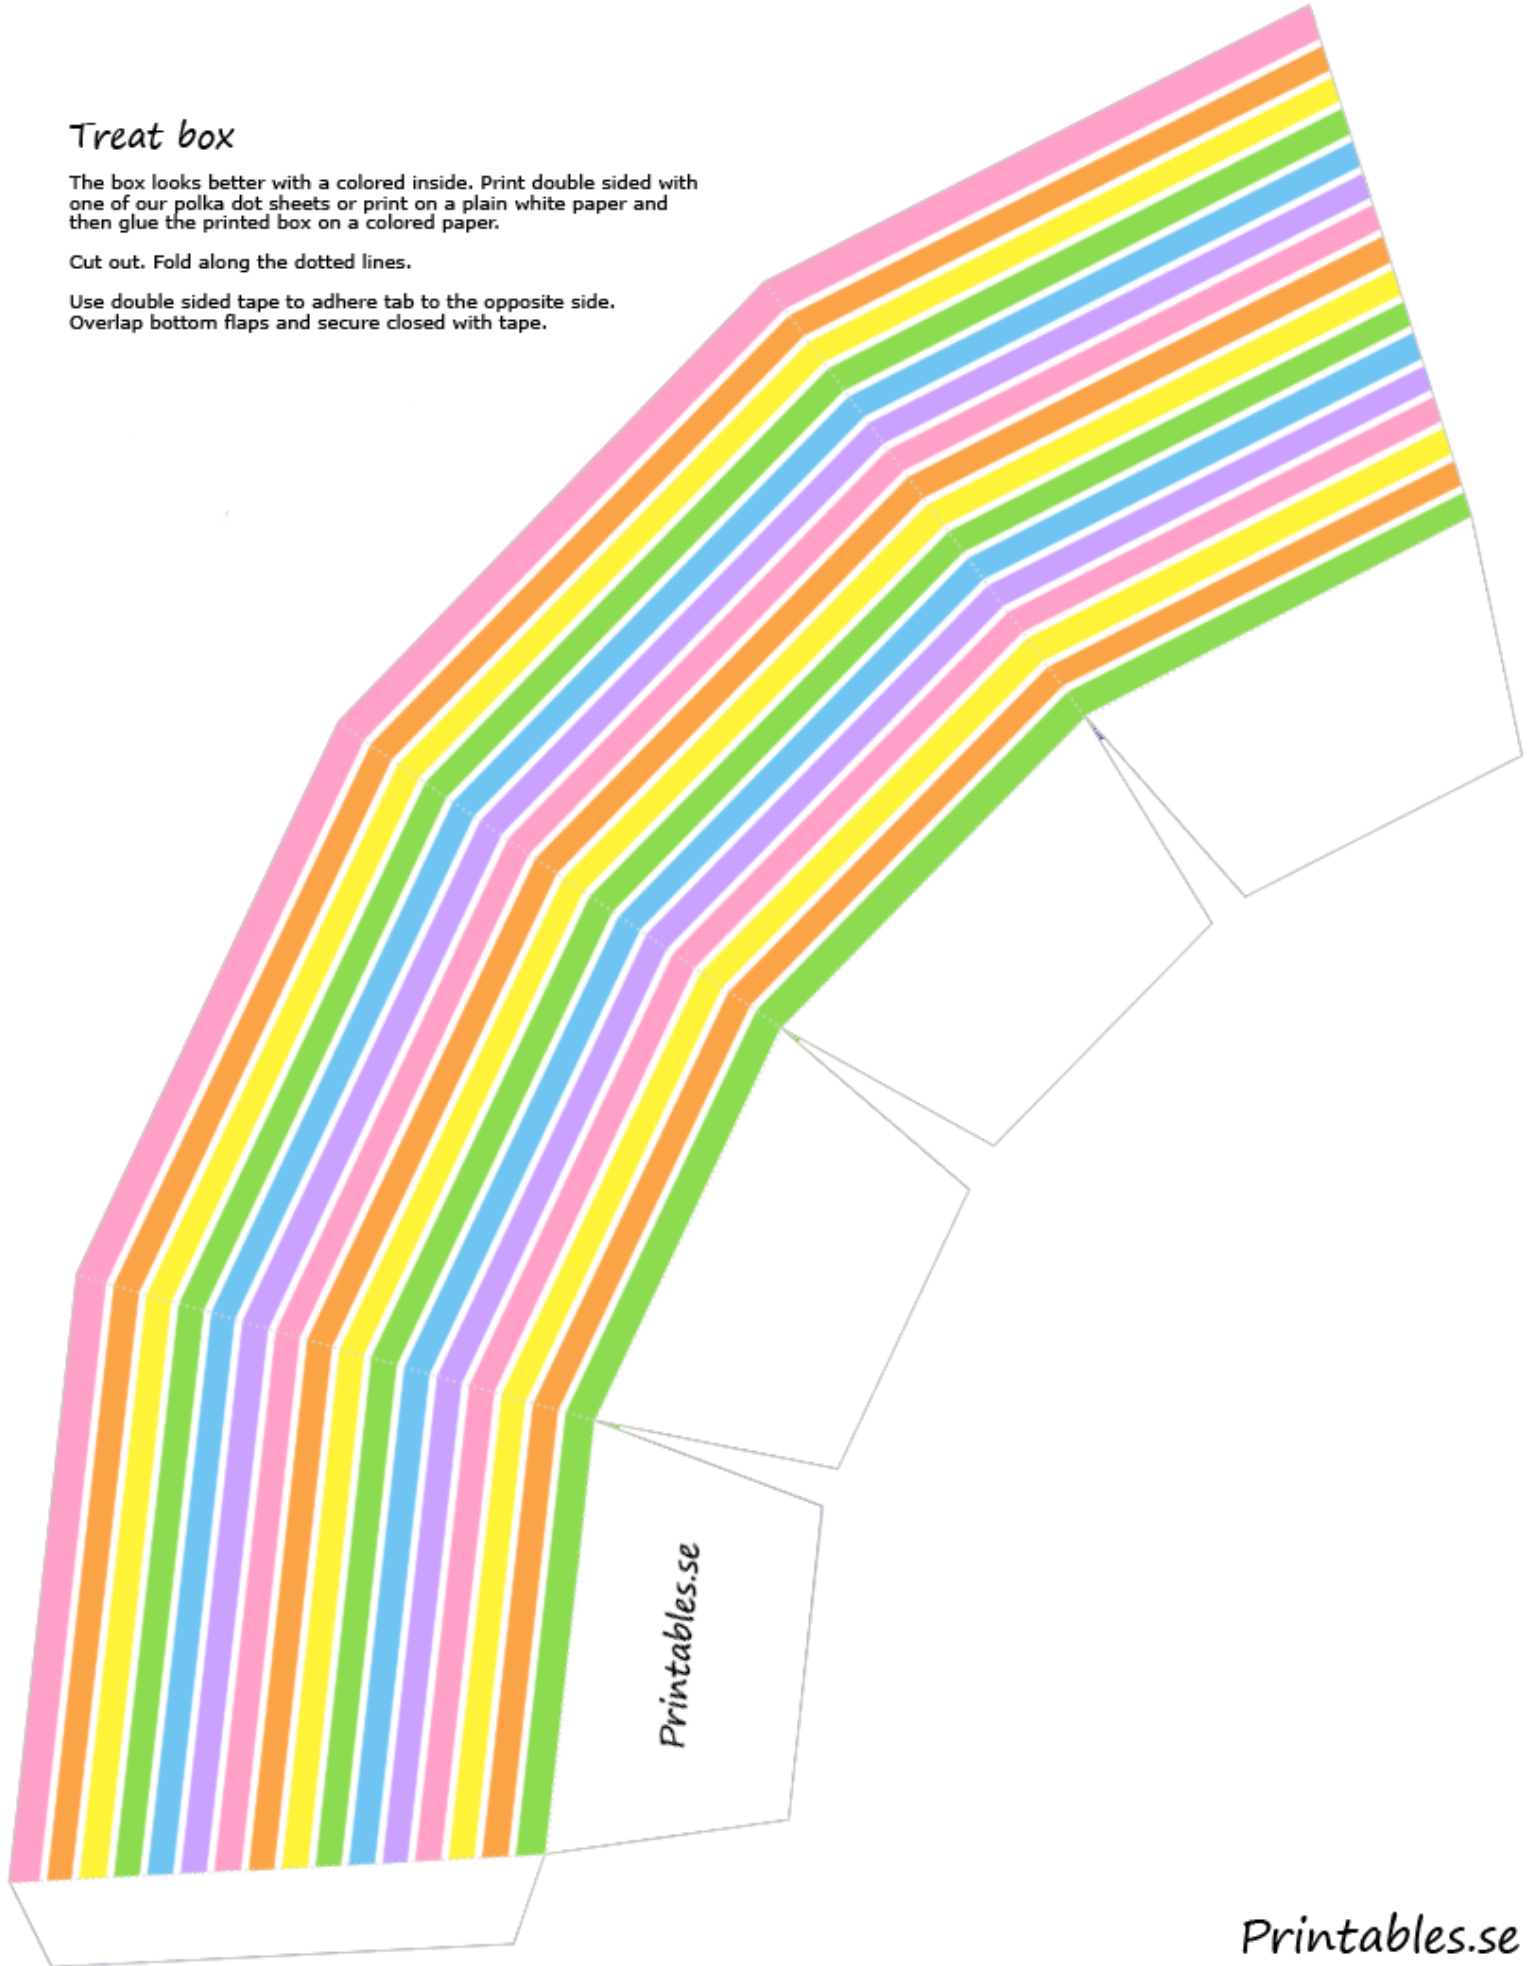 Treat box
The box looks better with a colored inside. Print double sided with
one of our polka dot sheets or print on a plain white paper and
then glue the printed box on a colored paper.
Cut out. Fold along the dotted lines.
Use double sided tape to adhere tab to the opposite side.
Overlap bottom flaps and secure closed with tape.
Printables.se
Printables.se